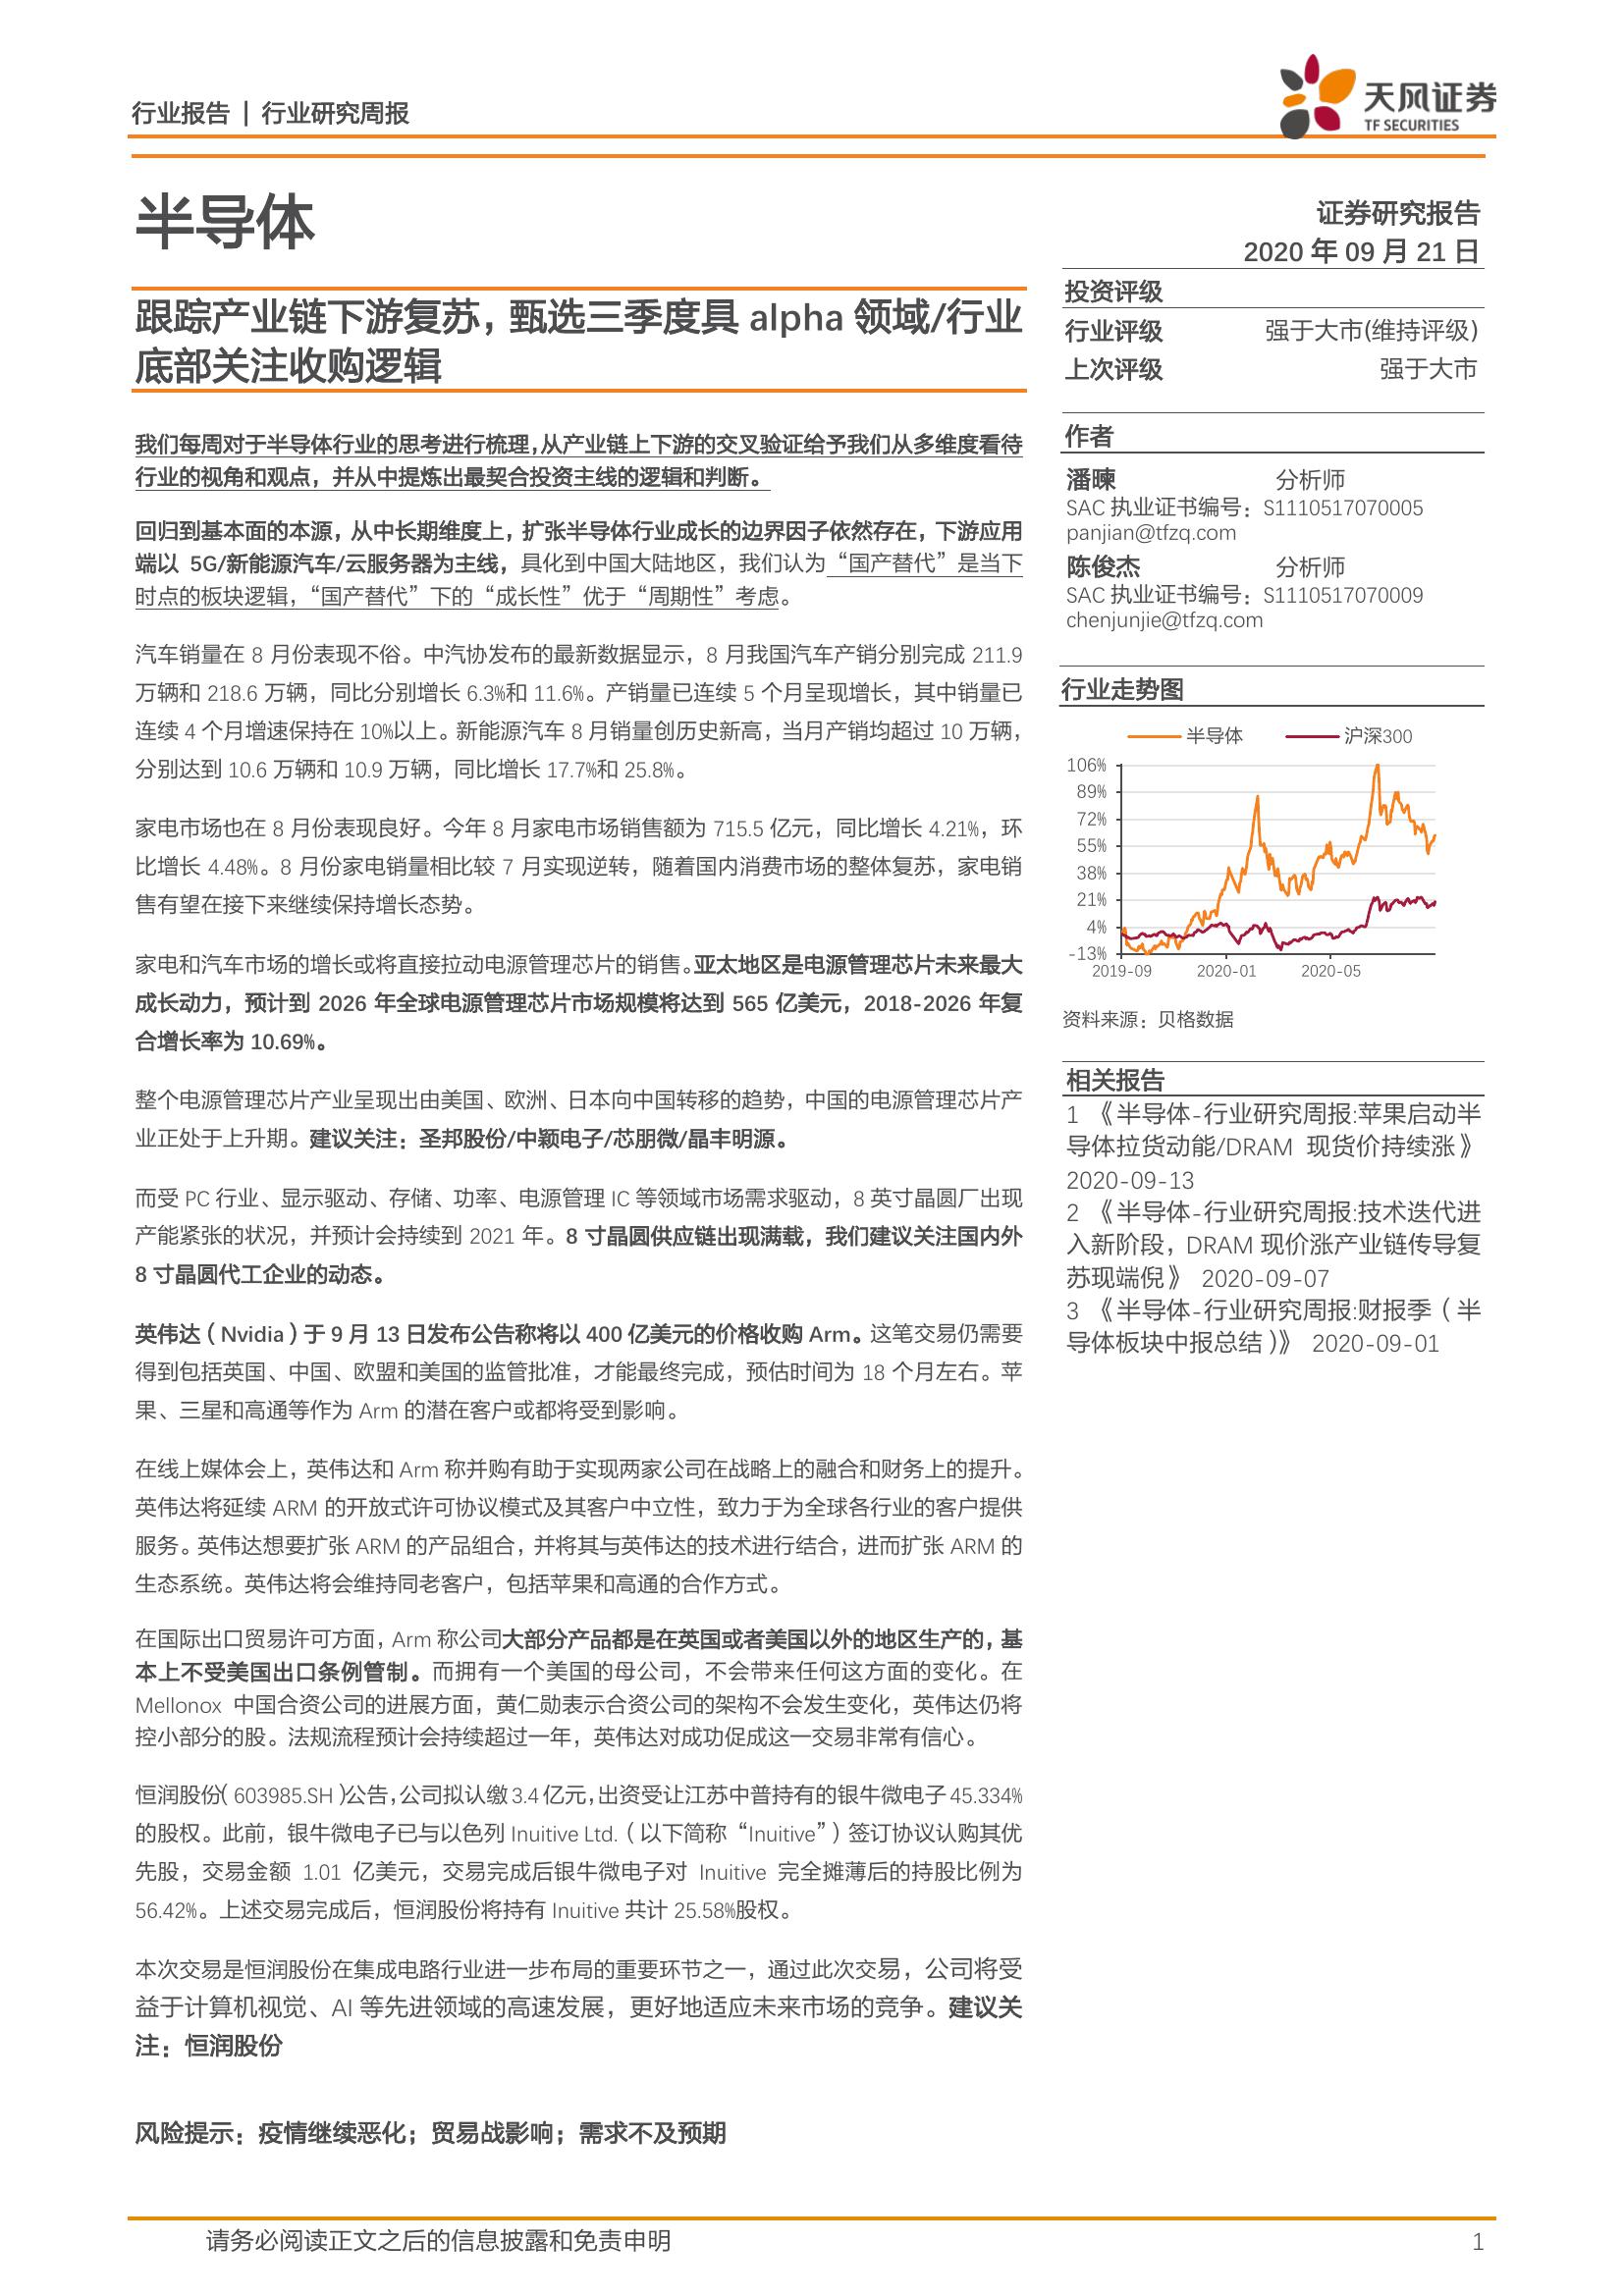 行业报告 | 行业研究周报
天风证券
TF SECURITIES
半导体
证券研究报告
2020 年 09 月 21 日
跟踪产业链下游复苏，甄选三季度具 alpha 领域/行业
底部关注收购逻辑
我们每周对于半导体行业的思考进行梳理，从产业链上下游的交叉验证给予我们从多维度看待
行业的视角和观点，并从中提炼出最契合投资主线的逻辑和判断。
回归到基本面的本源，从中长期维度上，扩张半导体行业成长的边界因子依然存在，下游应用
端以 5G/新能源汽车/云服务器为主线，具化到中国大陆地区，我们认为“国产替代”是当下
时点的板块逻辑，“国产替代”下的“成长性”优于“周期性”考虑。
汽车销量在 8 月份表现不俗。中汽协发布的最新数据显示，8 月我国汽车产销分别完成 211.9
万辆和 218.6 万辆，同比分别增长 6.3%和 11.6%。产销量已连续 5 个月呈现增长，其中销量已
连续 4 个月增速保持在 10%以上。新能源汽车 8 月销量创历史新高，当月产销均超过 10 万辆，
分别达到 10.6 万辆和 10.9 万辆，同比增长 17.7%和 25.8%。
家电市场也在 8 月份表现良好。今年 8 月家电市场销售额为 715.5 亿元，同比增长 4.21%，环
比增长 4.48%。8 月份家电销量相比较 7 月实现逆转，随着国内消费市场的整体复苏，家电销
售有望在接下来继续保持增长态势。
家电和汽车市场的增长或将直接拉动电源管理芯片的销售。亚太地区是电源管理芯片未来最大
成长动力，预计到 2026 年全球电源管理芯片市场规模将达到 565 亿美元，2018-2026 年复
合增长率为 10.69%。
整个电源管理芯片产业呈现出由美国、欧洲、日本向中国转移的趋势，中国的电源管理芯片产
业正处于上升期。建议关注：圣邦股份/中颖电子/芯朋微/晶丰明源。
而受 PC 行业、显示驱动、存储、功率、电源管理 IC 等领域市场需求驱动，8 英寸晶圆厂出现
产能紧张的状况，并预计会持续到 2021 年。8 寸晶圆供应链出现满载，我们建议关注国内外
8 寸晶圆代工企业的动态。
英伟达（Nvidia）于 9 月 13 日发布公告称将以 400 亿美元的价格收购 Arm。这笔交易仍需要
得到包括英国、中国、欧盟和美国的监管批准，才能最终完成，预估时间为 18 个月左右。苹
果、三星和高通等作为 Arm 的潜在客户或都将受到影响。
在线上媒体会上，英伟达和 Arm 称并购有助于实现两家公司在战略上的融合和财务上的提升。
英伟达将延续 ARM 的开放式许可协议模式及其客户中立性，致力于为全球各行业的客户提供
服务。英伟达想要扩张 ARM 的产品组合，并将其与英伟达的技术进行结合，进而扩张 ARM 的
生态系统。英伟达将会维持同老客户，包括苹果和高通的合作方式。
在国际出口贸易许可方面，Arm 称公司大部分产品都是在英国或者美国以外的地区生产的，基
本上不受美国出口条例管制。而拥有一个美国的母公司，不会带来任何这方面的变化。在
Mellonox 中国合资公司的进展方面，黄仁勋表示合资公司的架构不会发生变化，英伟达仍将
控小部分的股。法规流程预计会持续超过一年，英伟达对成功促成这一交易非常有信心。
恒润股份（603985.SH）公告，公司拟认缴 3.4 亿元，出资受让江苏中普持有的银牛微电子 45.334%
的股权。此前，银牛微电子已与以色列 Inuitive Ltd.（以下简称“Inuitive”）签订协议认购其优
先股，交易金额 1.01 亿美元，交易完成后银牛微电子对 Inuitive 完全摊薄后的持股比例为
56.42%。上述交易完成后，恒润股份将持有 Inuitive 共计 25.58%股权。
本次交易是恒润股份在集成电路行业进一步布局的重要环节之一，通过此次交易，公司将受
益于计算机视觉、AI 等先进领域的高速发展，更好地适应未来市场的竞争。建议关
注：恒润股份
风险提示：疫情继续恶化；贸易战影响；需求不及预期
投资评级
行业评级 强于大市(维持评级)
上次评级 强于大市
作者
潘暕 分析师
SAC 执业证书编号：S1110517070005
panjian@tfzq.com
陈俊杰 分析师
SAC 执业证书编号：S1110517070009
chenjunjie@tfzq.com
行业走势图
半导体 沪深300
106%
89%
72%
55%
38%
21%
4%
-13%
2019-09 2020-01 2020-05
资料来源：贝格数据
相关报告
1 《半导体-行业研究周报:苹果启动半
导体拉货动能/DRAM 现货价持续涨》
2020-09-13
2 《半导体-行业研究周报:技术迭代进
入新阶段，DRAM 现价涨产业链传导复
苏现端倪》 2020-09-07
3 《半导体-行业研究周报:财报季（半
导体板块中报总结）》 2020-09-01
请务必阅读正文之后的信息披露和免责申明 1